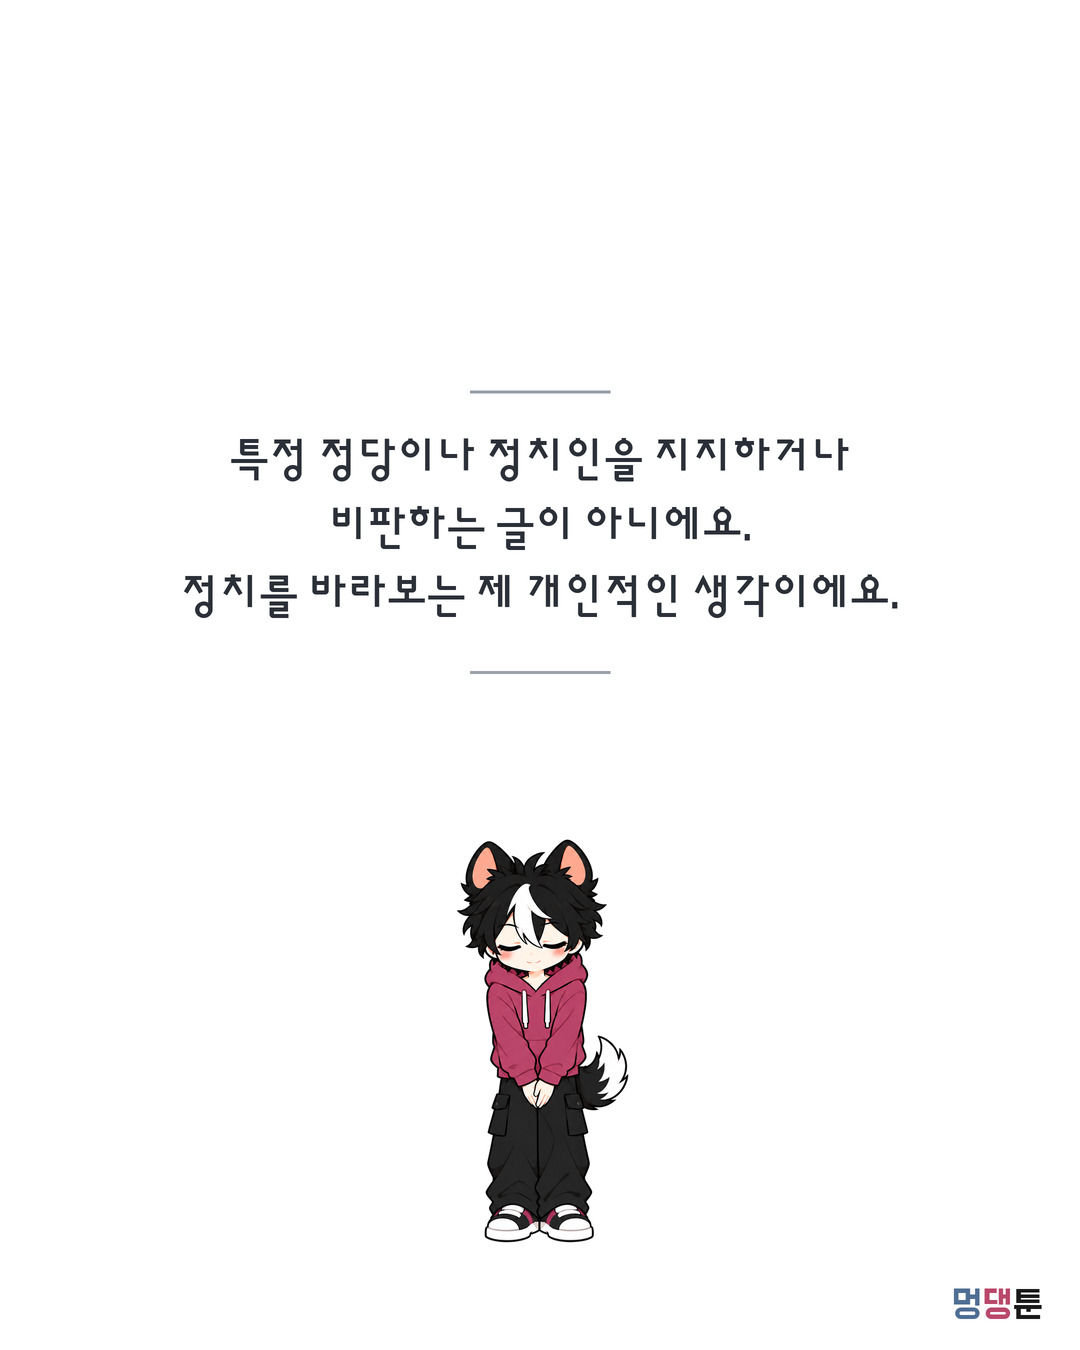 특정 정당이나 정치인을 지지하거나
비판하는 글이 아니에요.
정치를 바라보는 제 개인적인 생각이에요.
멍댕툰